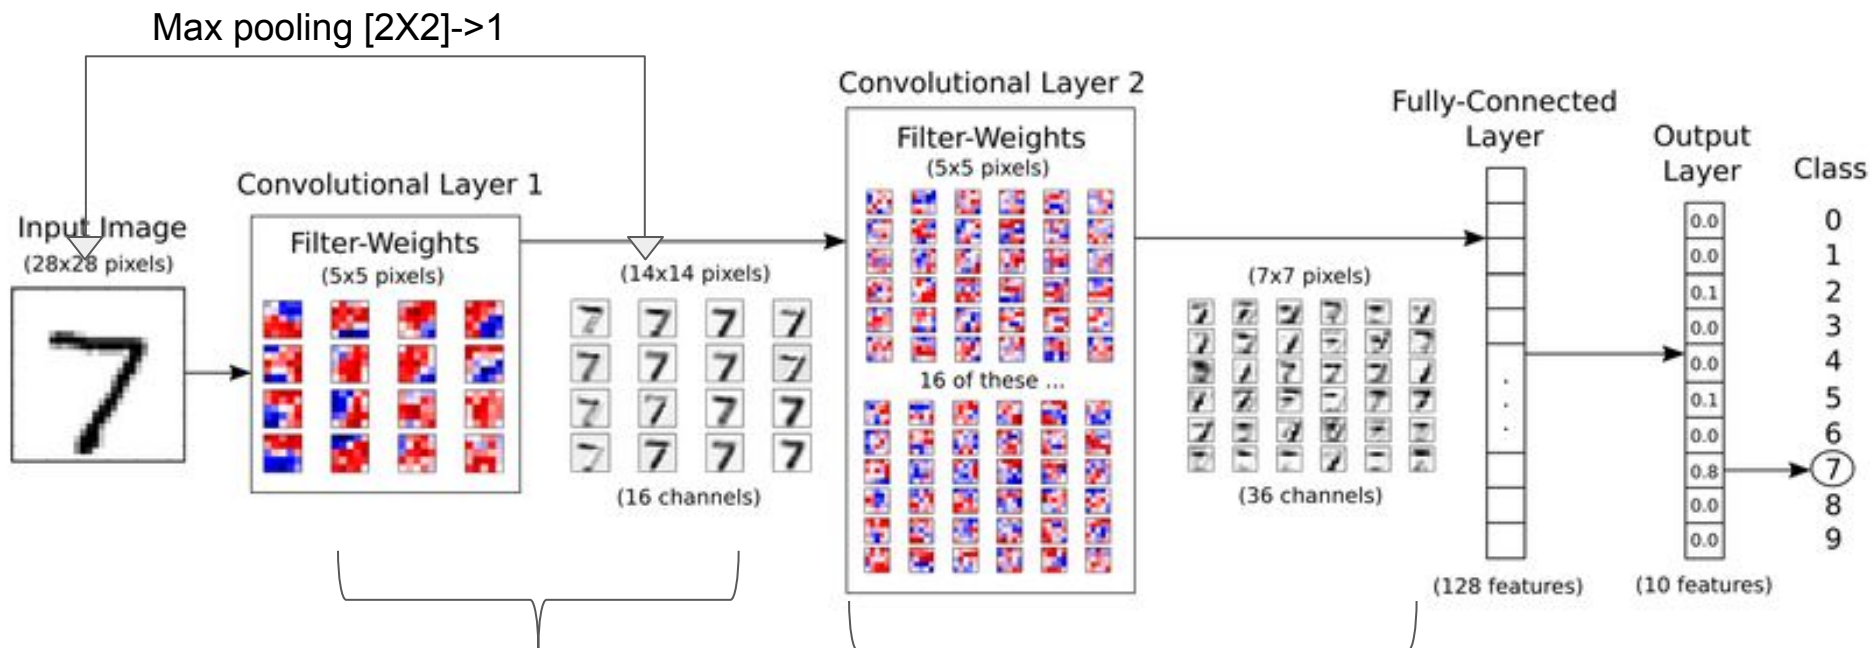 Max pooling [2X2]->1
Input Image
(28x28 pixels)
Convolutional Layer 1
Filter-Weights
(5x5 pixels)
(14x14 pixels)
(16 channels)
Convolutional Layer 2
Filter-Weights
(5x5 pixels)
16 of these ...
(7x7 pixels)
(36 channels)
Fully-Connected
Layer
(128 features)
Output
Layer
0.0
0.0
0.1
0.0
0.0
0.1
0.0
0.8
0.0
0.0
(10 features)
Class
0
1
2
3
4
5
6
7
8
9